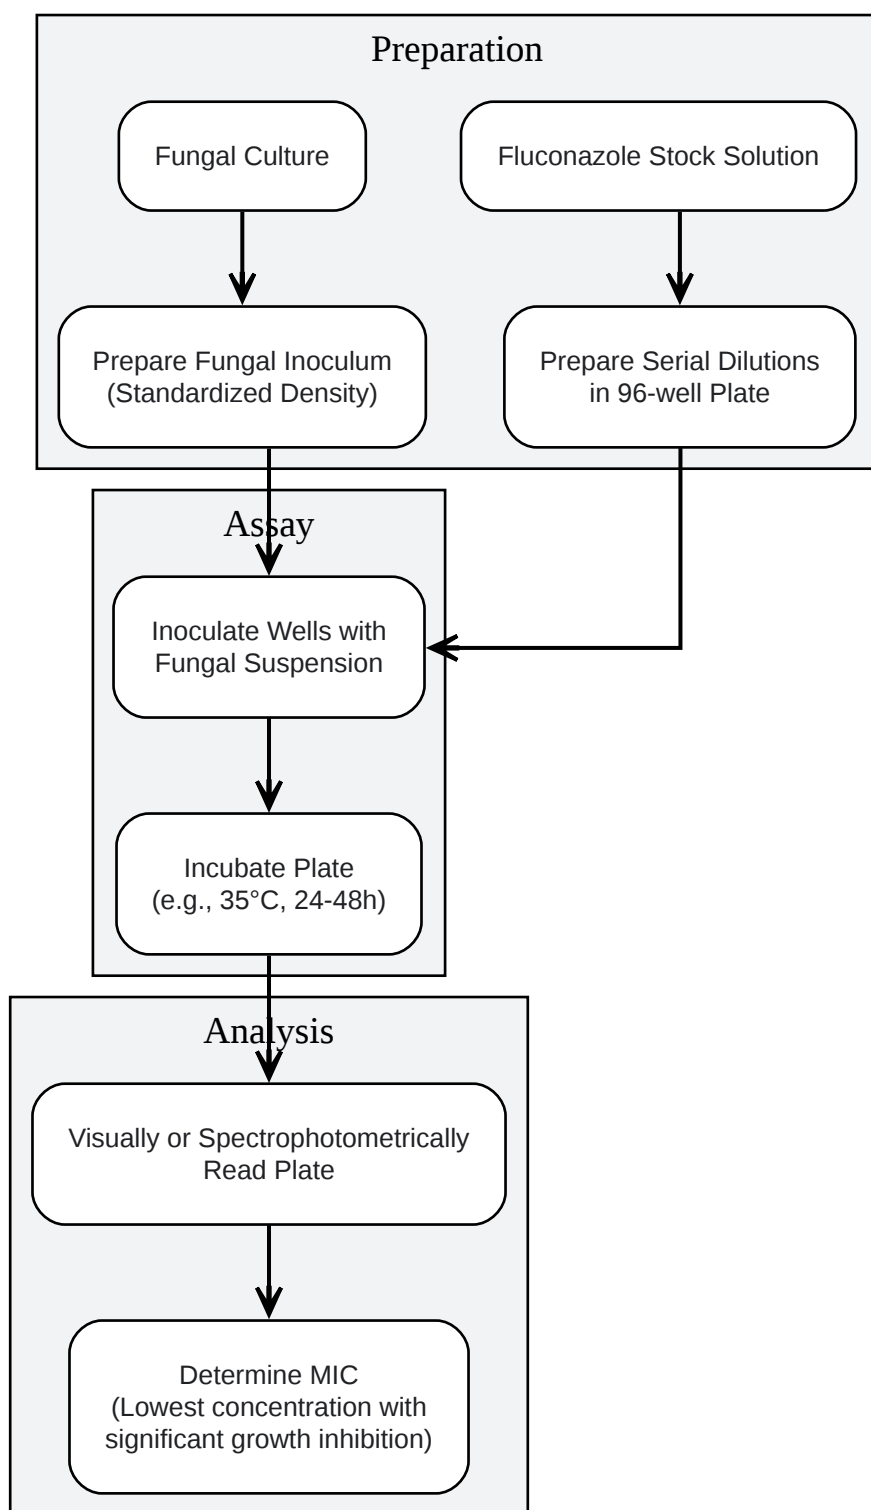 Preparation
Fungal Culture
Fluconazole Stock Solution
Prepare Fungal Inoculum
(Standardized Density)
Prepare Serial Dilutions
in 96-well Plate
Assay
Inoculate Wells with
Fungal Suspension
Incubate Plate
(e.g., 35°C, 24-48h)
Analysis
Visually or Spectrophotometrically
Read Plate
Determine MIC
(Lowest concentration with
significant growth inhibition)